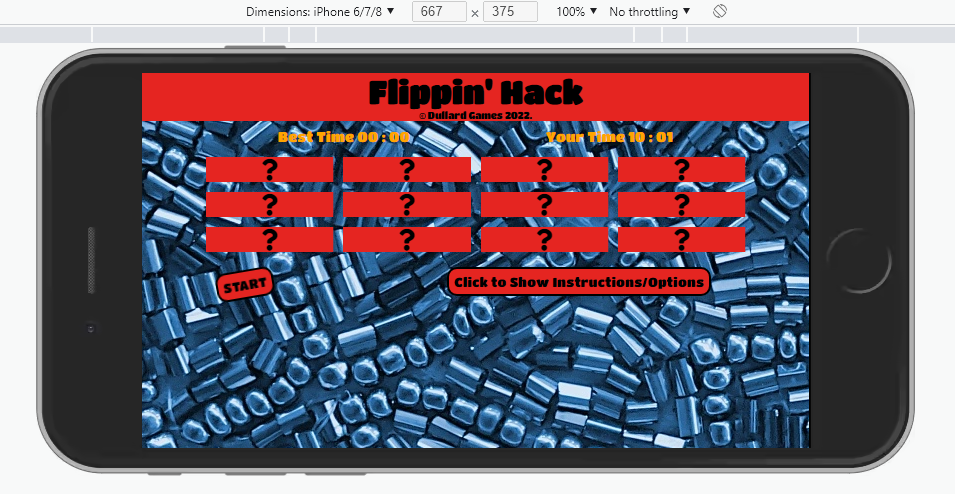 Dimensions: iPhone 6/7/8 ▼ 667 × 375 100% ▼ No throttling ▼
Flippin' Hack
©Dullard Games 2022.
Best Time 00 : 00 Your Time 10 : 01
? ? ? ?
? ? ? ?
? ? ? ?
START Click to Show Instructions/Options